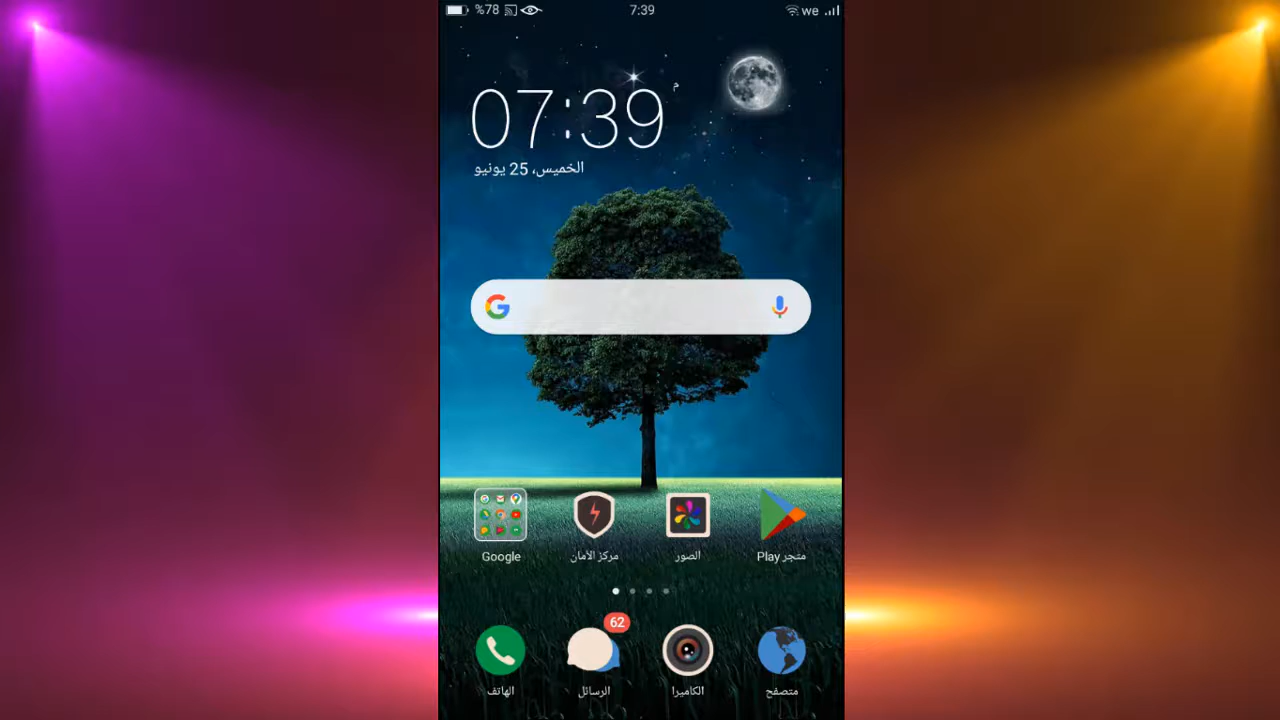 %78 7:39 we
07:39 م
الخميس، 25 يونيو
Google مركز الأمان الصور متجر Play
62
الهاتف الرسائل الكاميرا متصفح